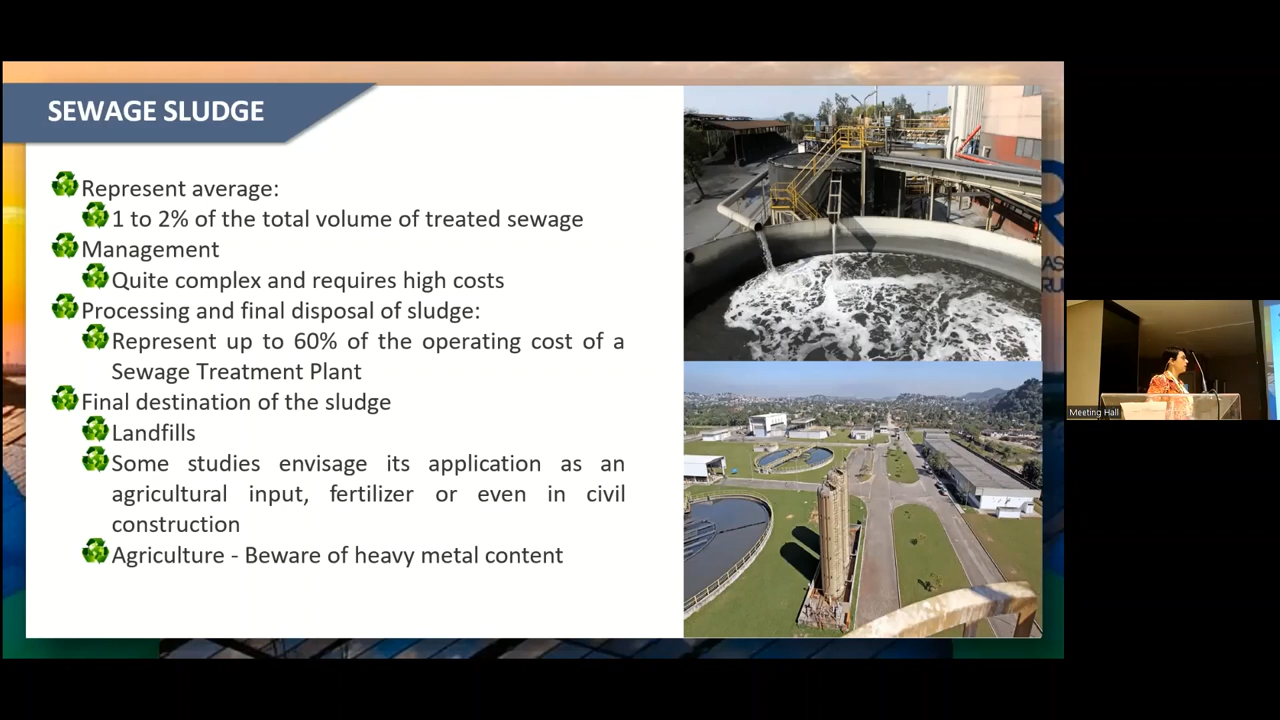 SEWAGE SLUDGE
Represent average:
1 to 2% of the total volume of treated sewage
Management
Quite complex and requires high costs
Processing and final disposal of sludge:
Represent up to 60% of the operating cost of a
Sewage Treatment Plant
Final destination of the sludge
Landfills
Some studies envisage its application as an
agricultural input, fertilizer or even in civil
construction
Agriculture - Beware of heavy metal content
Meeting Hall